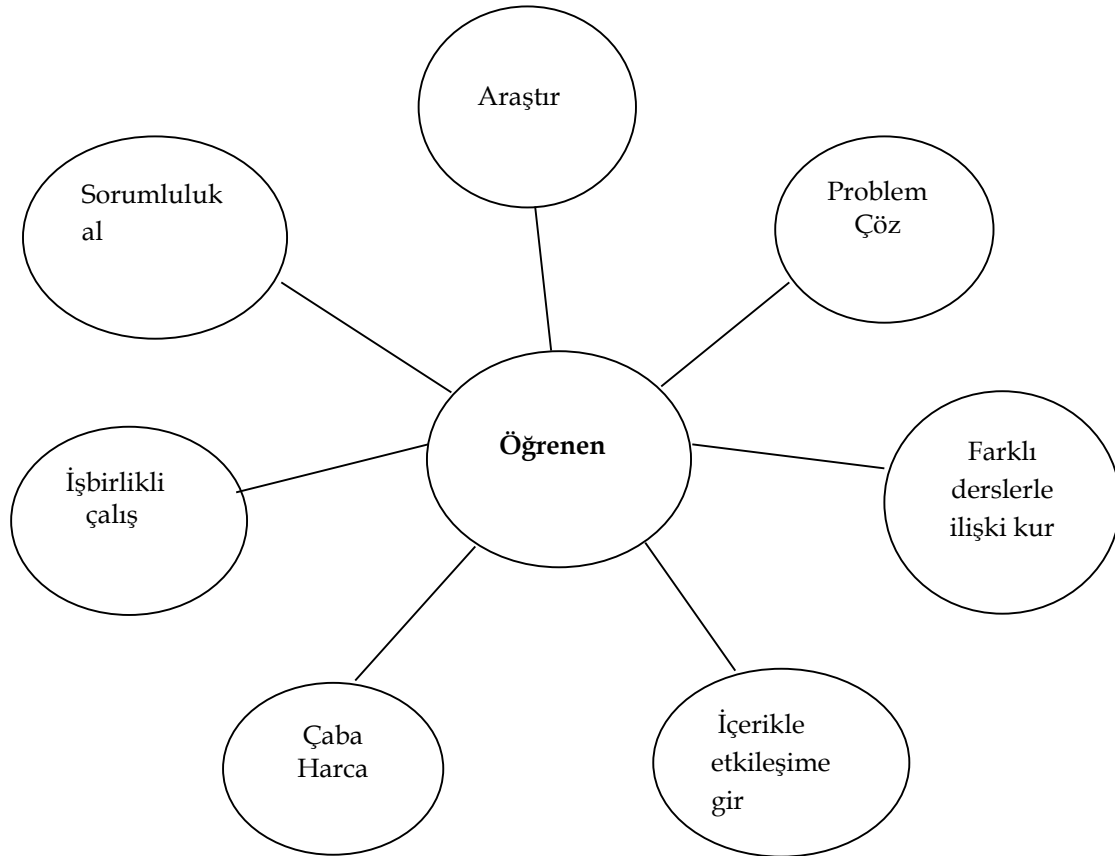 Araştır
Sorumluluk
al
Problem
Çöz
Öğrenen
İşbirlikli
çalış
Farklı
derslerle
ilişki kur
Çaba
Harca
İçerikle
etkileşime
gir